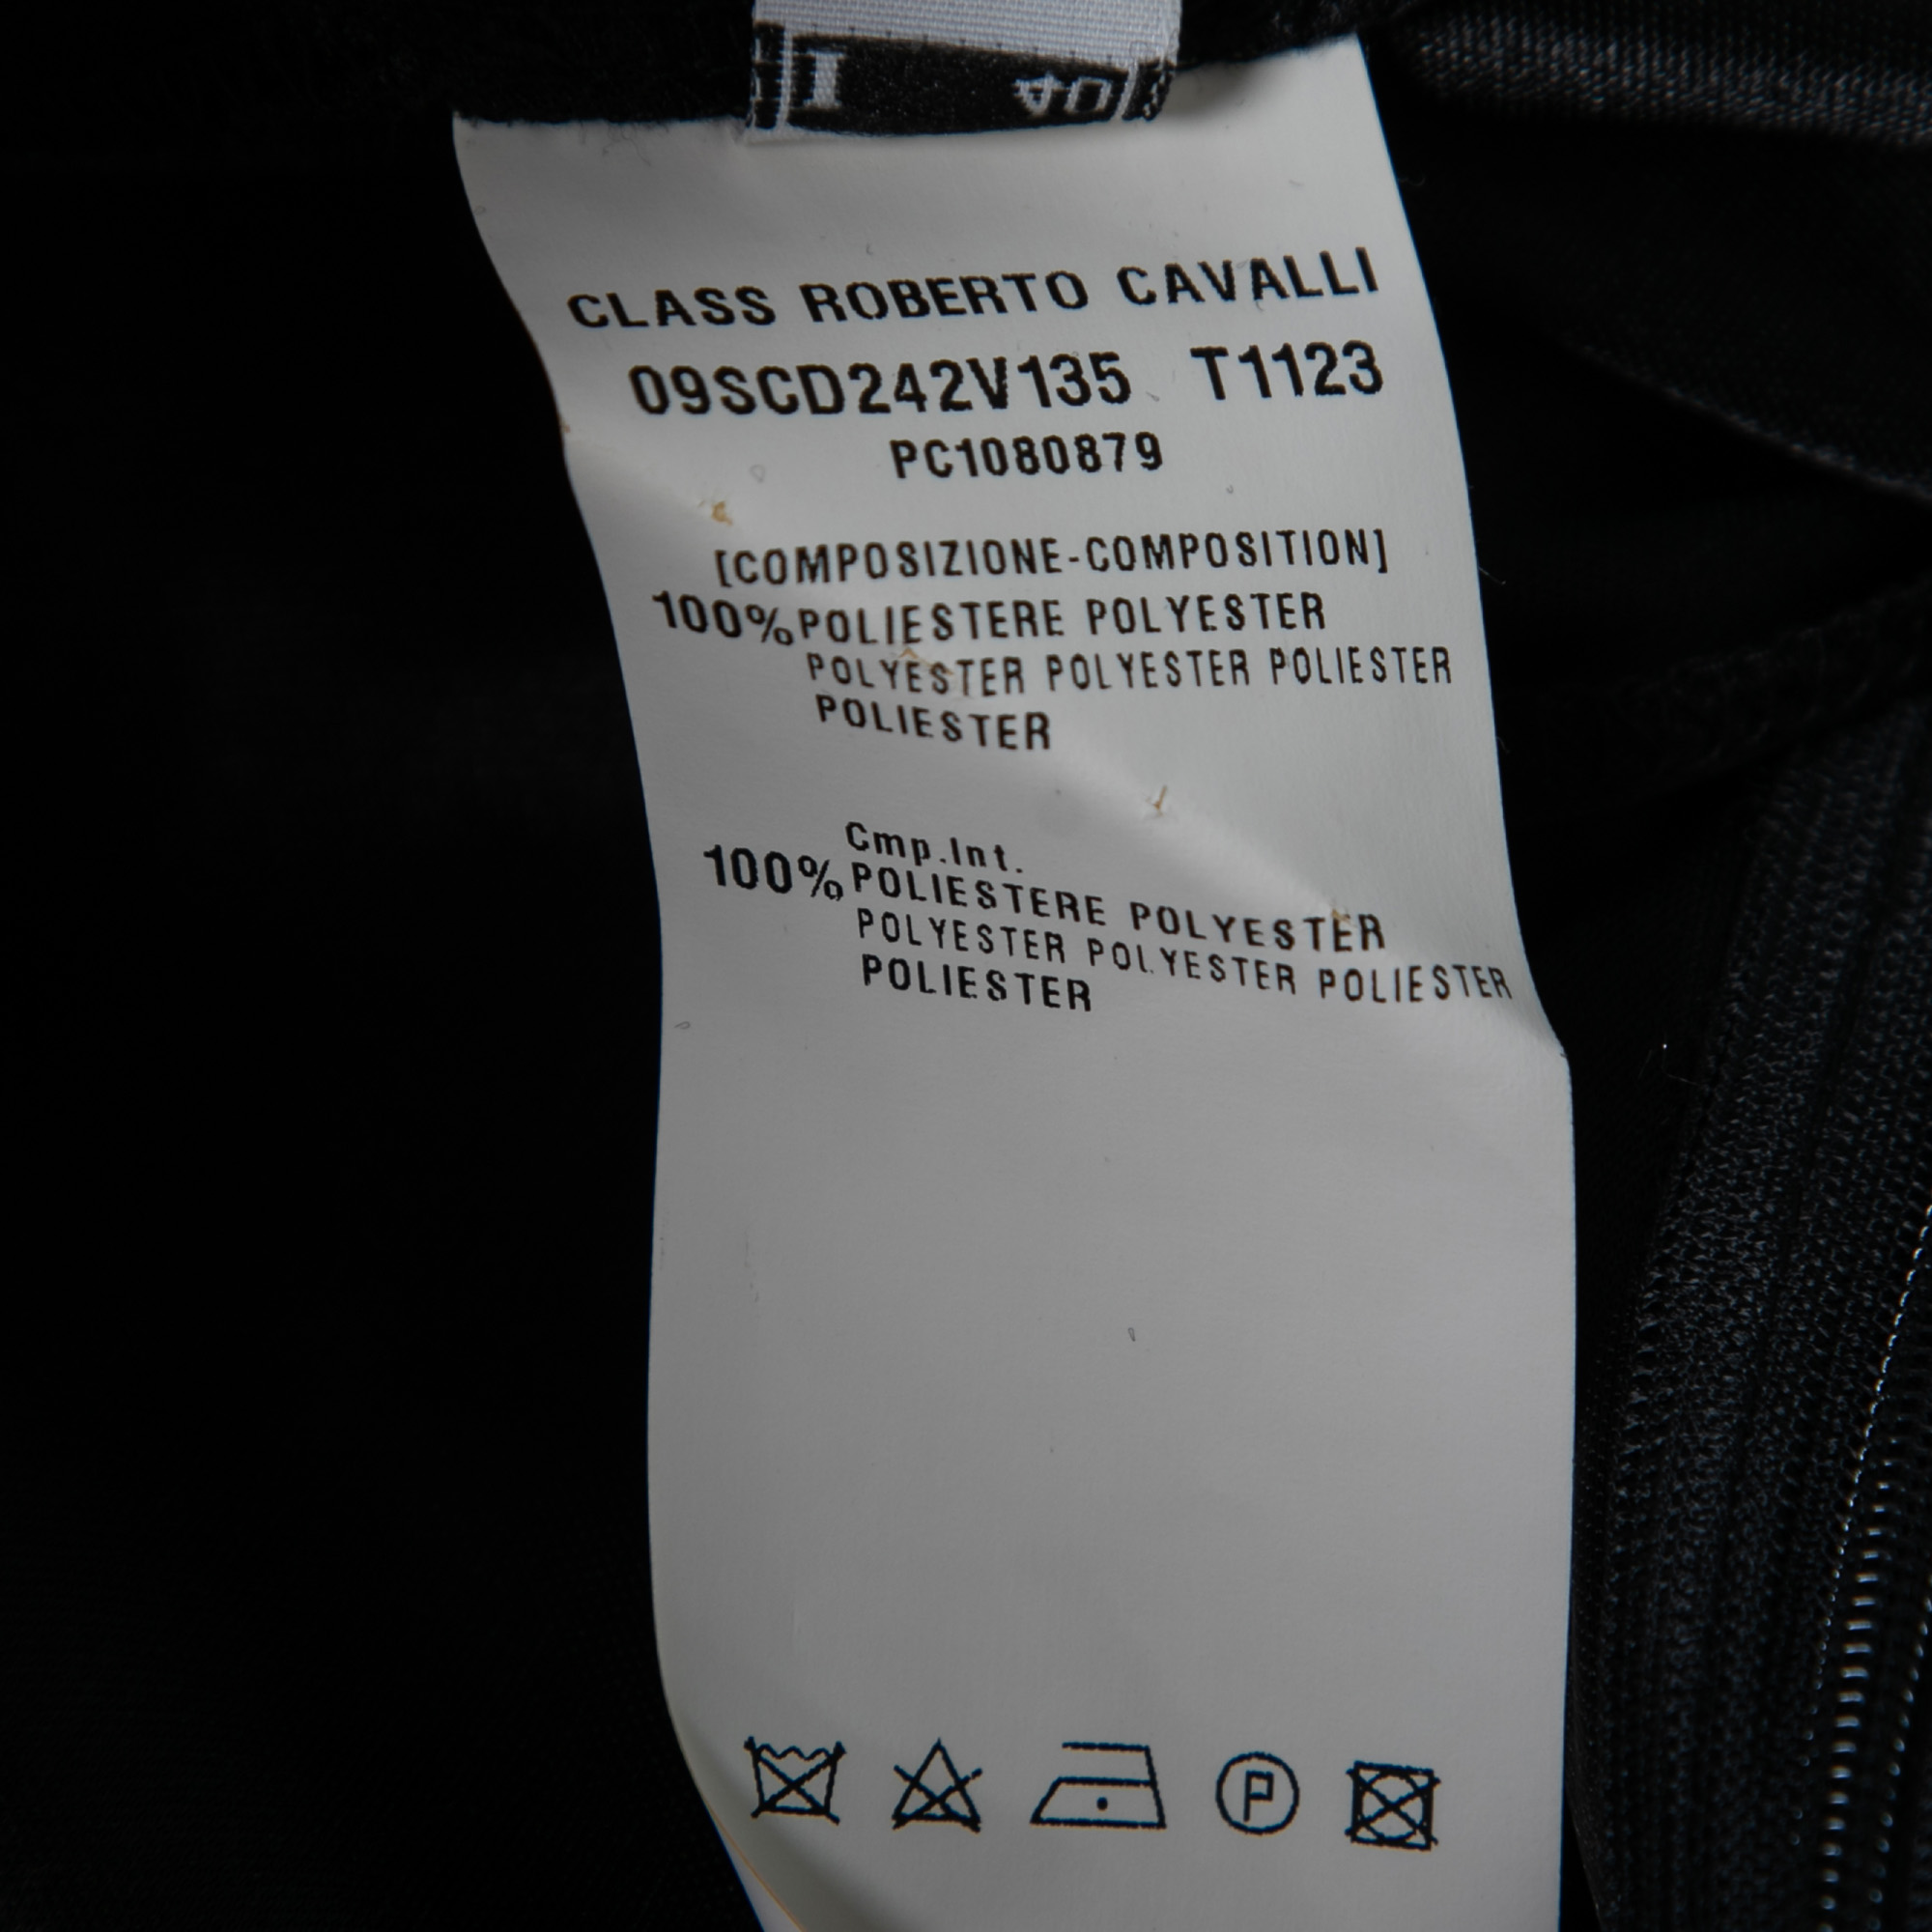 I 40
CLASS ROBERTO CAVALLI
09SCD242V135 T1123
PC1080879
[COMPOSIZIONE-COMPOSITION]
100% POLIESTERE POLYESTER
POLYESTER POLYESTER POLIESTER
POLIESTER
Cmp.Int.
100% POLIESTERE POLYESTER
POLYESTER POLYESTER POLIESTER
POLIESTER
P